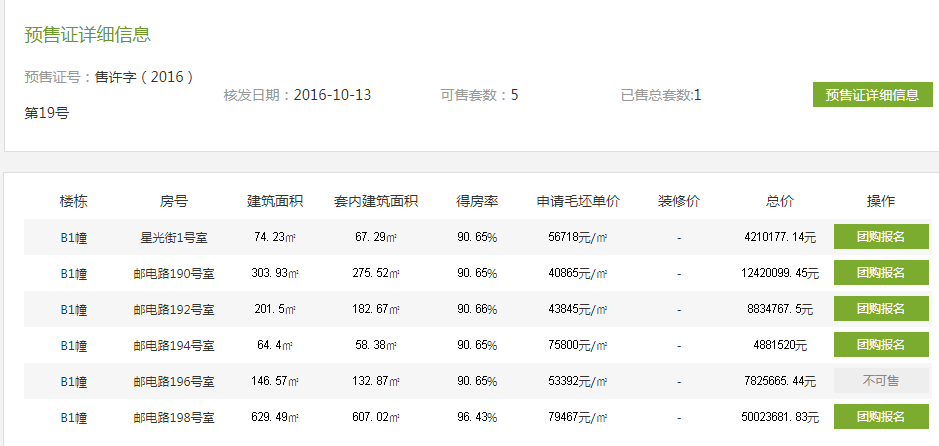 预售证详细信息
预售证号：售许字（2016）
第19号
核发日期：2016-10-13
可售套数：5
已售总套数:1
预售证详细信息
楼栋 房号 建筑面积 套内建筑面积 得房率 申请毛坯单价 装修价 总价 操作
B1幢 星光街1号室 74.23㎡ 67.29㎡ 90.65% 56718元/㎡ - 4210177.14元 团购报名
B1幢 邮电路190号室 303.93㎡ 275.52㎡ 90.65% 40865元/㎡ - 12420099.45元 团购报名
B1幢 邮电路192号室 201.5㎡ 182.67㎡ 90.66% 43845元/㎡ - 8834767.5元 团购报名
B1幢 邮电路194号室 64.4㎡ 58.38㎡ 90.65% 75800元/㎡ - 4881520元 团购报名
B1幢 邮电路196号室 146.57㎡ 132.87㎡ 90.65% 53392元/㎡ - 7825665.44元 不可售
B1幢 邮电路198号室 629.49㎡ 607.02㎡ 96.43% 79467元/㎡ - 50023681.83元 团购报名